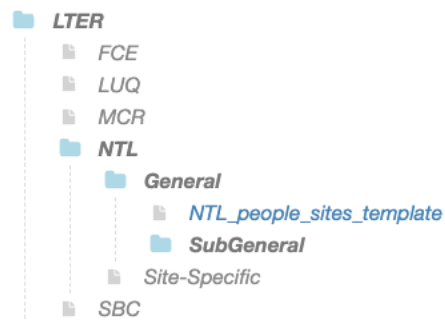 LTER
FCE
LUQ
MCR
NTL
General
NTL_people_sites_template
SubGeneral
Site-Specific
SBC